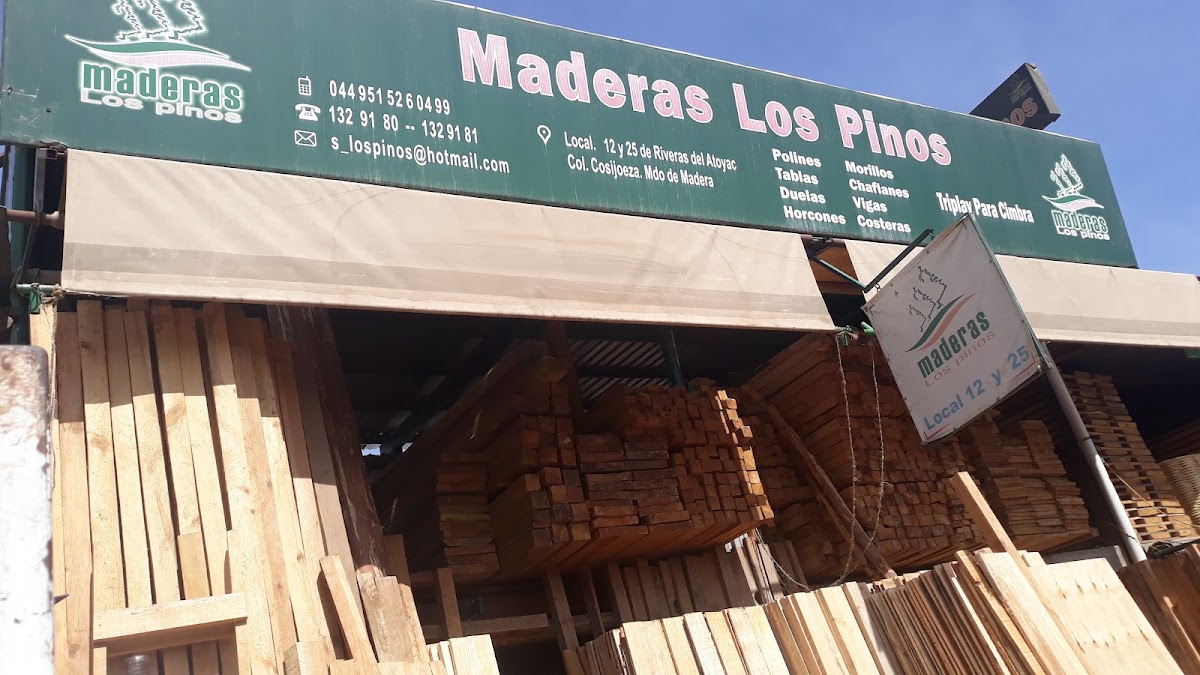 maderas
Los pinos
044 951 526 04 99
132 91 80 -- 132 91 81
s_lospinos@hotmail.com
Maderas Los Pinos
Local. 12 y 25 de Riveras del Atoyac
Col. Cosijoeza. Mdo de Madera
Polines
Tablas
Duelas
Horcones
Morillos
Chaflanes
Vigas
Costeras
Triplay Para Cimbra
maderas
Los pinos
maderas
Los pinos
Local 12 y 25